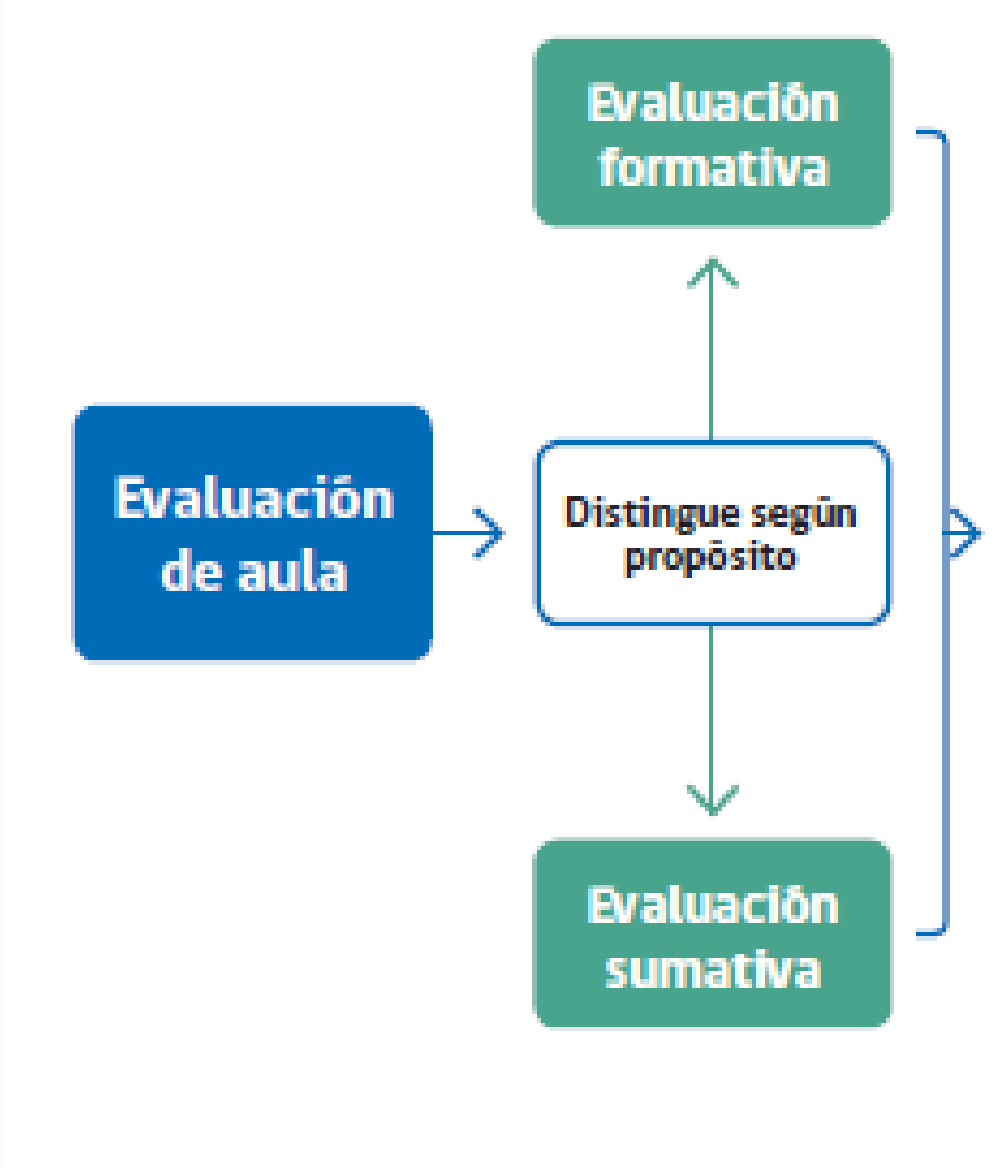 Evaluación
formativa
Evaluación
de aula
Distingue según
propósito
Evaluación
sumativa